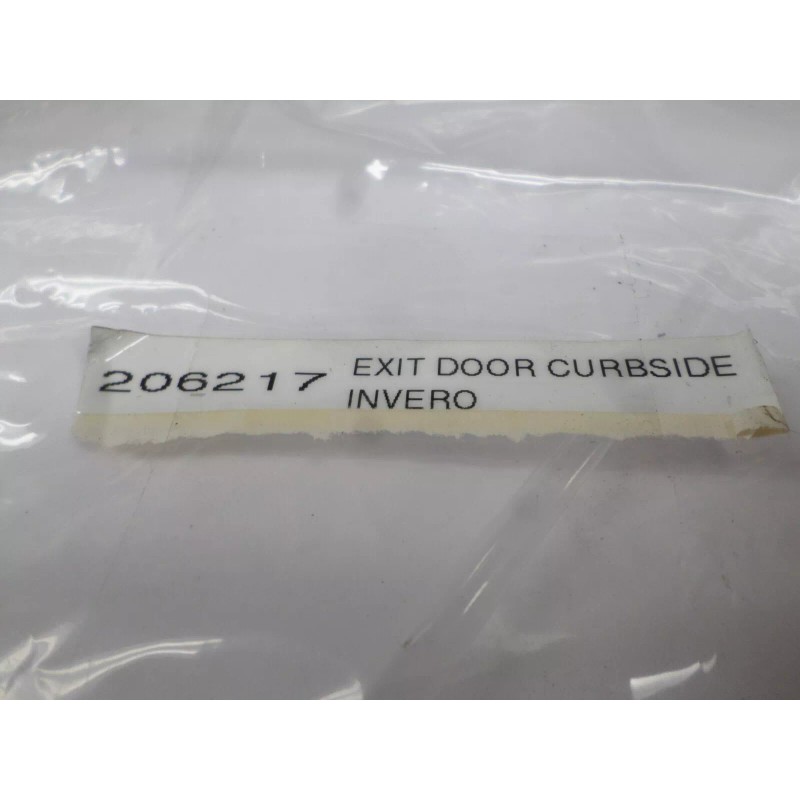 206217 EXIT DOOR CURBSIDE
INVERO